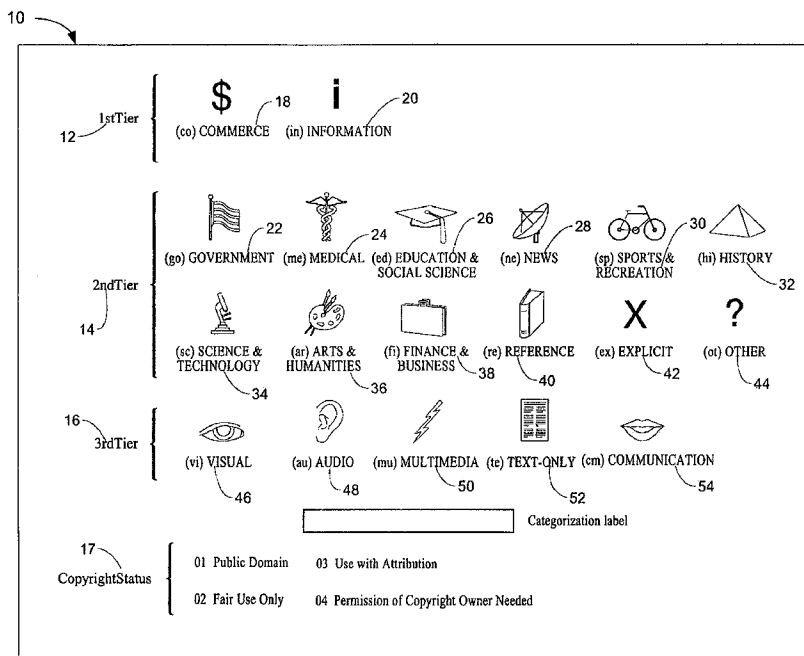 10
$ i
18 20
1stTier
12
(co) COMMERCE (in) INFORMATION
22 24 26 28 30
(go) GOVERNMENT (me) MEDICAL (ed) EDUCATION & SOCIAL SCIENCE (ne) NEWS (sp) SPORTS & RECREATION (hi) HISTORY
32
2ndTier
14
X ?
(sc) SCIENCE & TECHNOLOGY (ar) ARTS & HUMANITIES (fi) FINANCE & BUSINESS (re) REFERENCE (ex) EXPLICIT (ot) OTHER
34 36 38 40 42 44
16
3rdTier
(vi) VISUAL (au) AUDIO (mu) MULTIMEDIA (te) TEXT-ONLY (cm) COMMUNICATION
46 48 50 52 54
Categorization label
17
CopyrightStatus
01 Public Domain 03 Use with Attribution
02 Fair Use Only 04 Permission of Copyright Owner Needed